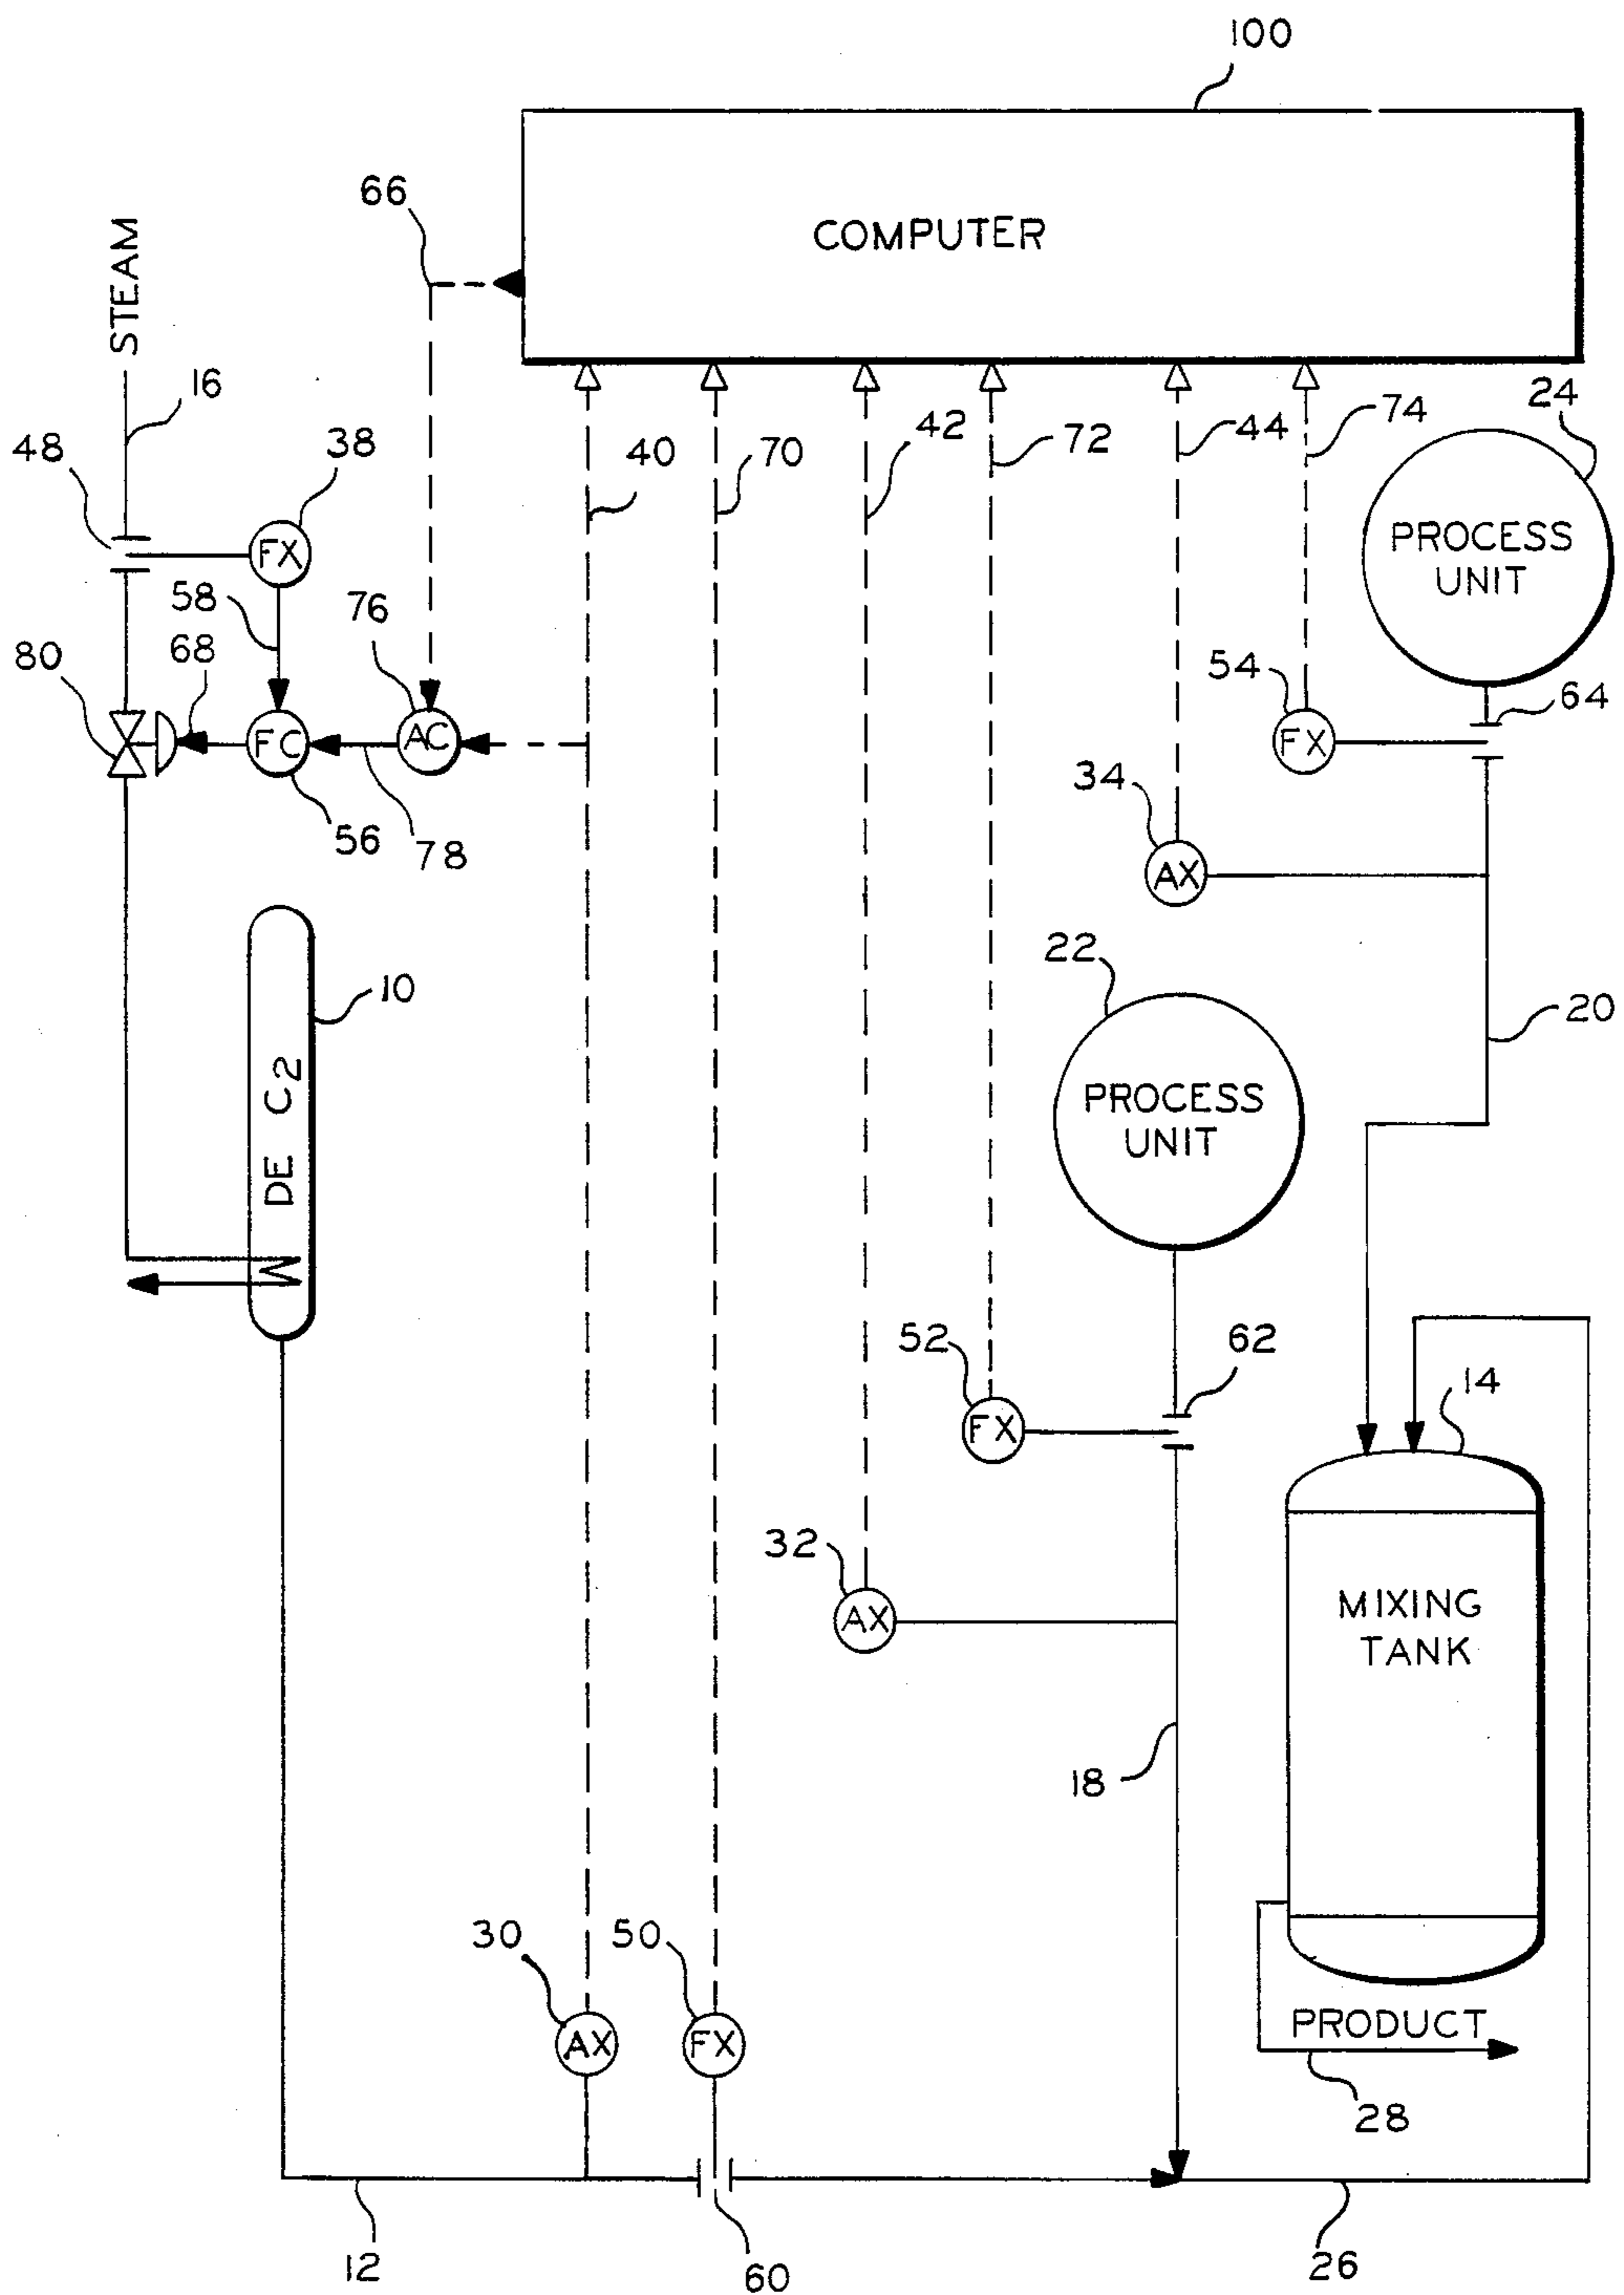 100
66
COMPUTER
STEAM
16
24
48
38
40
70
42
72
44
74
FX
PROCESS
UNIT
58
76
80
68
54
64
FC
AC
FX
34
56
78
AX
22
10
20
DE C2
PROCESS
UNIT
52
62
14
FX
32
MIXING
TANK
AX
18
30
50
PRODUCT
AX
FX
28
12
60
26